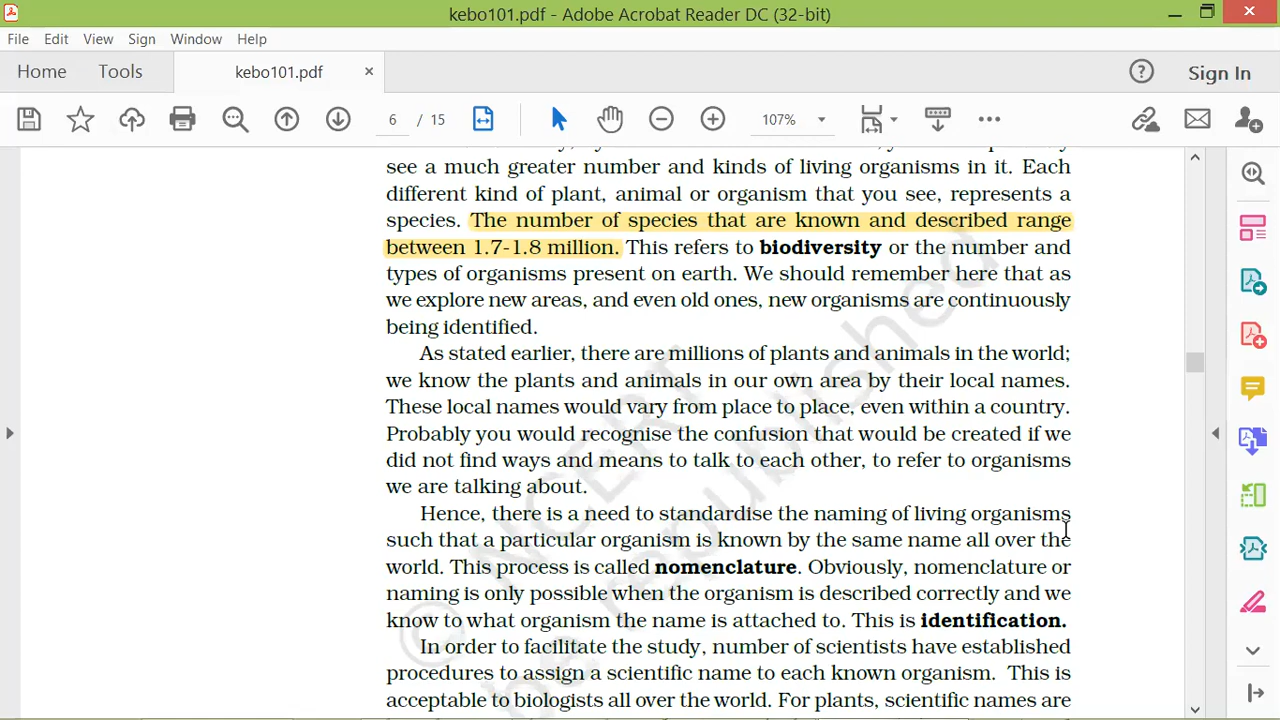 kebo101.pdf - Adobe Acrobat Reader DC (32-bit)
File Edit View Sign Window Help
Home Tools kebo101.pdf × Sign In
6 / 15 107%
see a much greater number and kinds of living organisms in it. Each
different kind of plant, animal or organism that you see, represents a
species. The number of species that are known and described range
between 1.7-1.8 million. This refers to biodiversity or the number and
types of organisms present on earth. We should remember here that as
we explore new areas, and even old ones, new organisms are continuously
being identified.
As stated earlier, there are millions of plants and animals in the world;
we know the plants and animals in our own area by their local names.
These local names would vary from place to place, even within a country.
Probably you would recognise the confusion that would be created if we
did not find ways and means to talk to each other, to refer to organisms
we are talking about.
Hence, there is a need to standardise the naming of living organisms
such that a particular organism is known by the same name all over the
world. This process is called nomenclature. Obviously, nomenclature or
naming is only possible when the organism is described correctly and we
know to what organism the name is attached to. This is identification.
In order to facilitate the study, number of scientists have established
procedures to assign a scientific name to each known organism. This is
acceptable to biologists all over the world. For plants, scientific names are
© NCERT
be republished